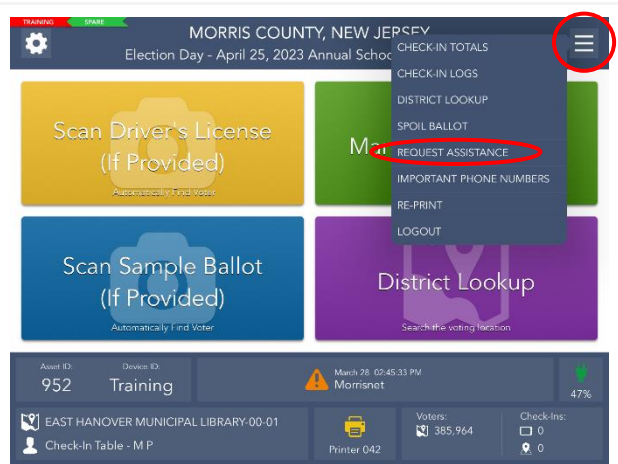 TRAINING SPARE
MORRIS COUNTY, NEW JERSEY
Election Day - April 25, 2023 Annual Schoo
CHECK-IN TOTALS
CHECK-IN LOGS
DISTRICT LOOKUP
SPOIL BALLOT
REQUEST ASSISTANCE
IMPORTANT PHONE NUMBERS
RE-PRINT
LOGOUT
Scan Driver's License
(If Provided)
Automatically Find Voter
Ma
Scan Sample Ballot
(If Provided)
Automatically Find Voter
District Lookup
Search the voting location
Asset ID:
952
Device ID:
Training
March 28 02:45:33 PM
Morrisnet
47%
EAST HANOVER MUNICIPAL LIBRARY-00-01
Check-In Table - M P
Printer 042
Voters:
385,964
Check-Ins:
0
0